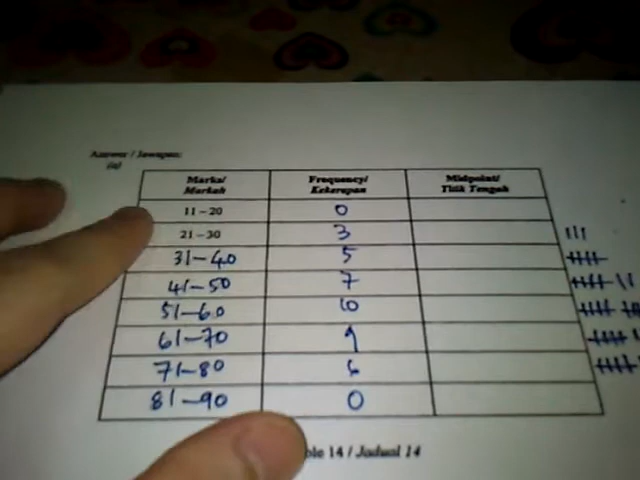 Answer / Jawapan:
(a)
Marks/ Frequency/ Midpoint/
Markah Kekerapan Titik Tengah
11 – 20 0
21 – 30 3
31 – 40 5
41 – 50 7
51 – 60 10
61 – 70 9
71 – 80 6
81 – 90 0
14 / Jadual 14